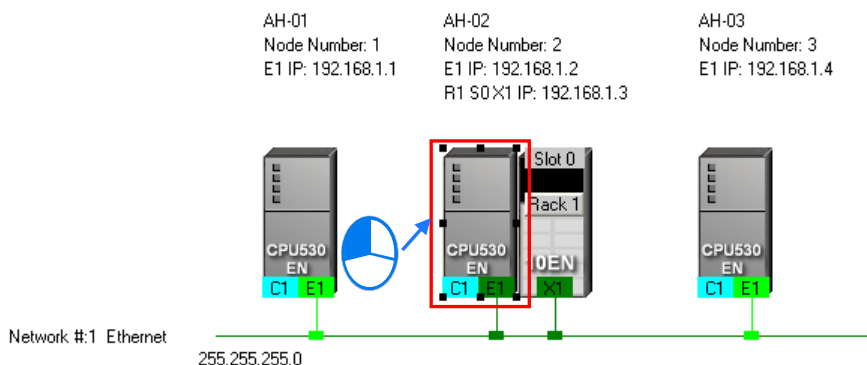 AH-01
Node Number: 1
E1 IP: 192.168.1.1
AH-02
Node Number: 2
E1 IP: 192.168.1.2
R1 S0 X1 IP: 192.168.1.3
AH-03
Node Number: 3
E1 IP: 192.168.1.4
CPU530
EN
C1 E1
CPU530
EN
C1 E1
Slot 0
Rack 1
10EN
X1
CPU530
EN
C1 E1
Network #:1 Ethernet
255.255.255.0